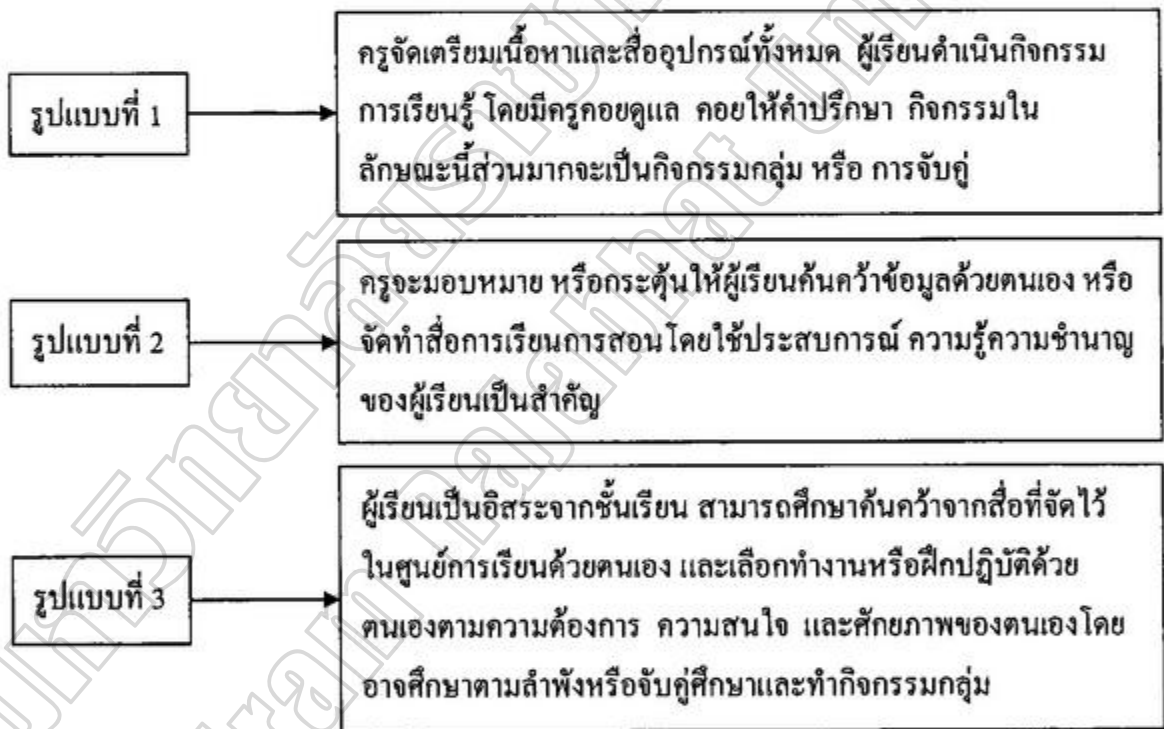 รูปแบบที่ 1
ครูจัดเตรียมเนื้อหาและสื่ออุปกรณ์ทั้งหมด ผู้เรียนดำเนินกิจกรรม
การเรียนรู้ โดยมีครูคอยดูแล คอยให้คำปรึกษา กิจกรรมใน
ลักษณะนี้ส่วนมากจะเป็นกิจกรรมกลุ่ม หรือ การจับคู่
รูปแบบที่ 2
ครูจะมอบหมาย หรือกระตุ้นให้ผู้เรียนค้นคว้าข้อมูลด้วยตนเอง หรือ
จัดทำสื่อการเรียนการสอนโดยใช้ประสบการณ์ ความรู้ความชำนาญ
ของผู้เรียนเป็นสำคัญ
รูปแบบที่ 3
ผู้เรียนเป็นอิสระจากชั้นเรียน สามารถศึกษาค้นคว้าจากสื่อที่จัดไว้
ในศูนย์การเรียนด้วยตนเอง และเลือกทำงานหรือฝึกปฏิบัติด้วย
ตนเองตามความต้องการ ความสนใจ และศักยภาพของตนเองโดย
อาจศึกษาตามลำพังหรือจับคู่ศึกษาและทำกิจกรรมกลุ่ม